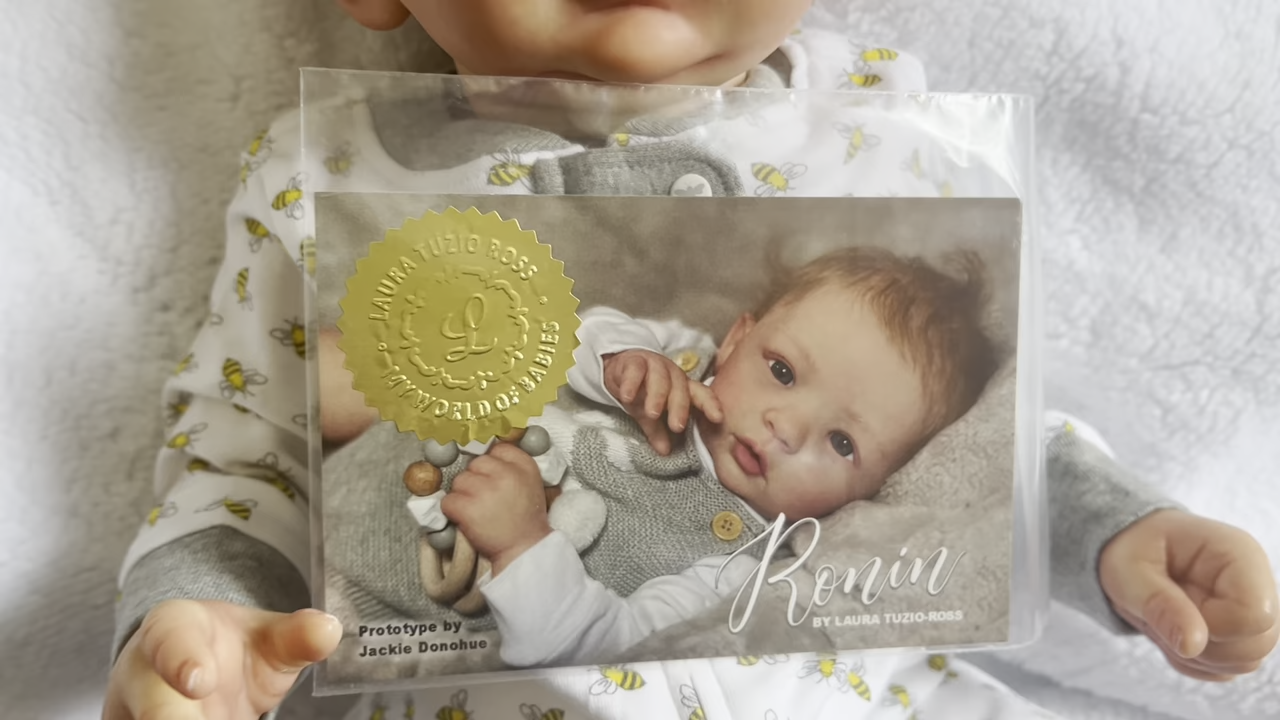 LAURA TUZIO ROSS
L
MY WORLD OF BABIES
Ronin
BY LAURA TUZIO-ROSS
Prototype by
Jackie Donohue